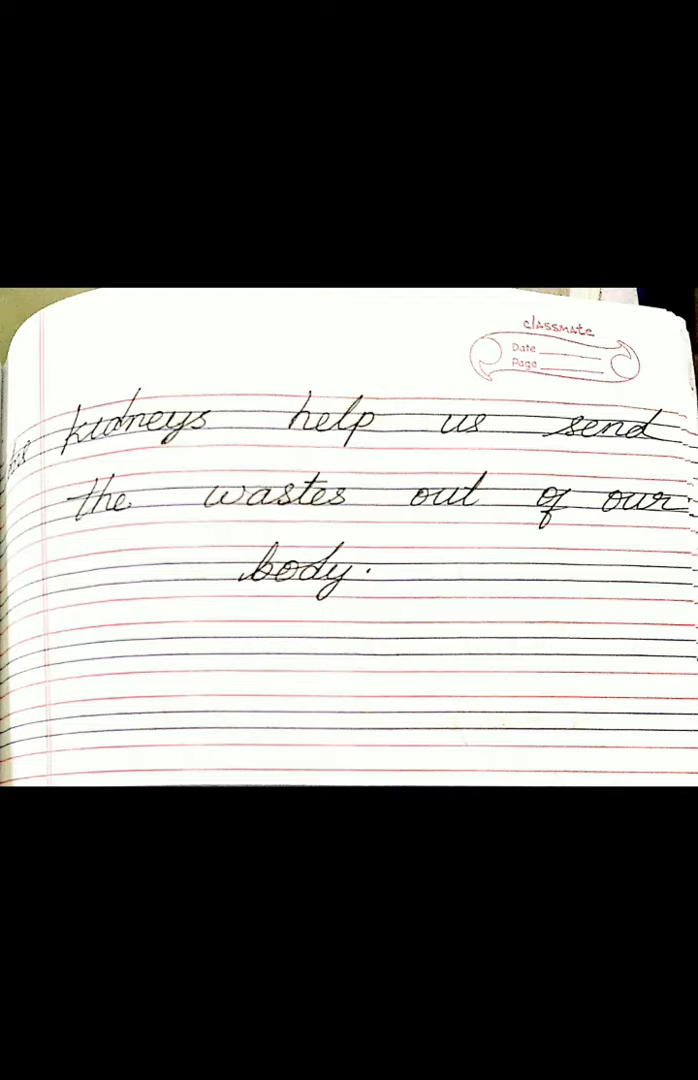 classmate
Date
Page
kidneys help us send
the wastes out of our
body.